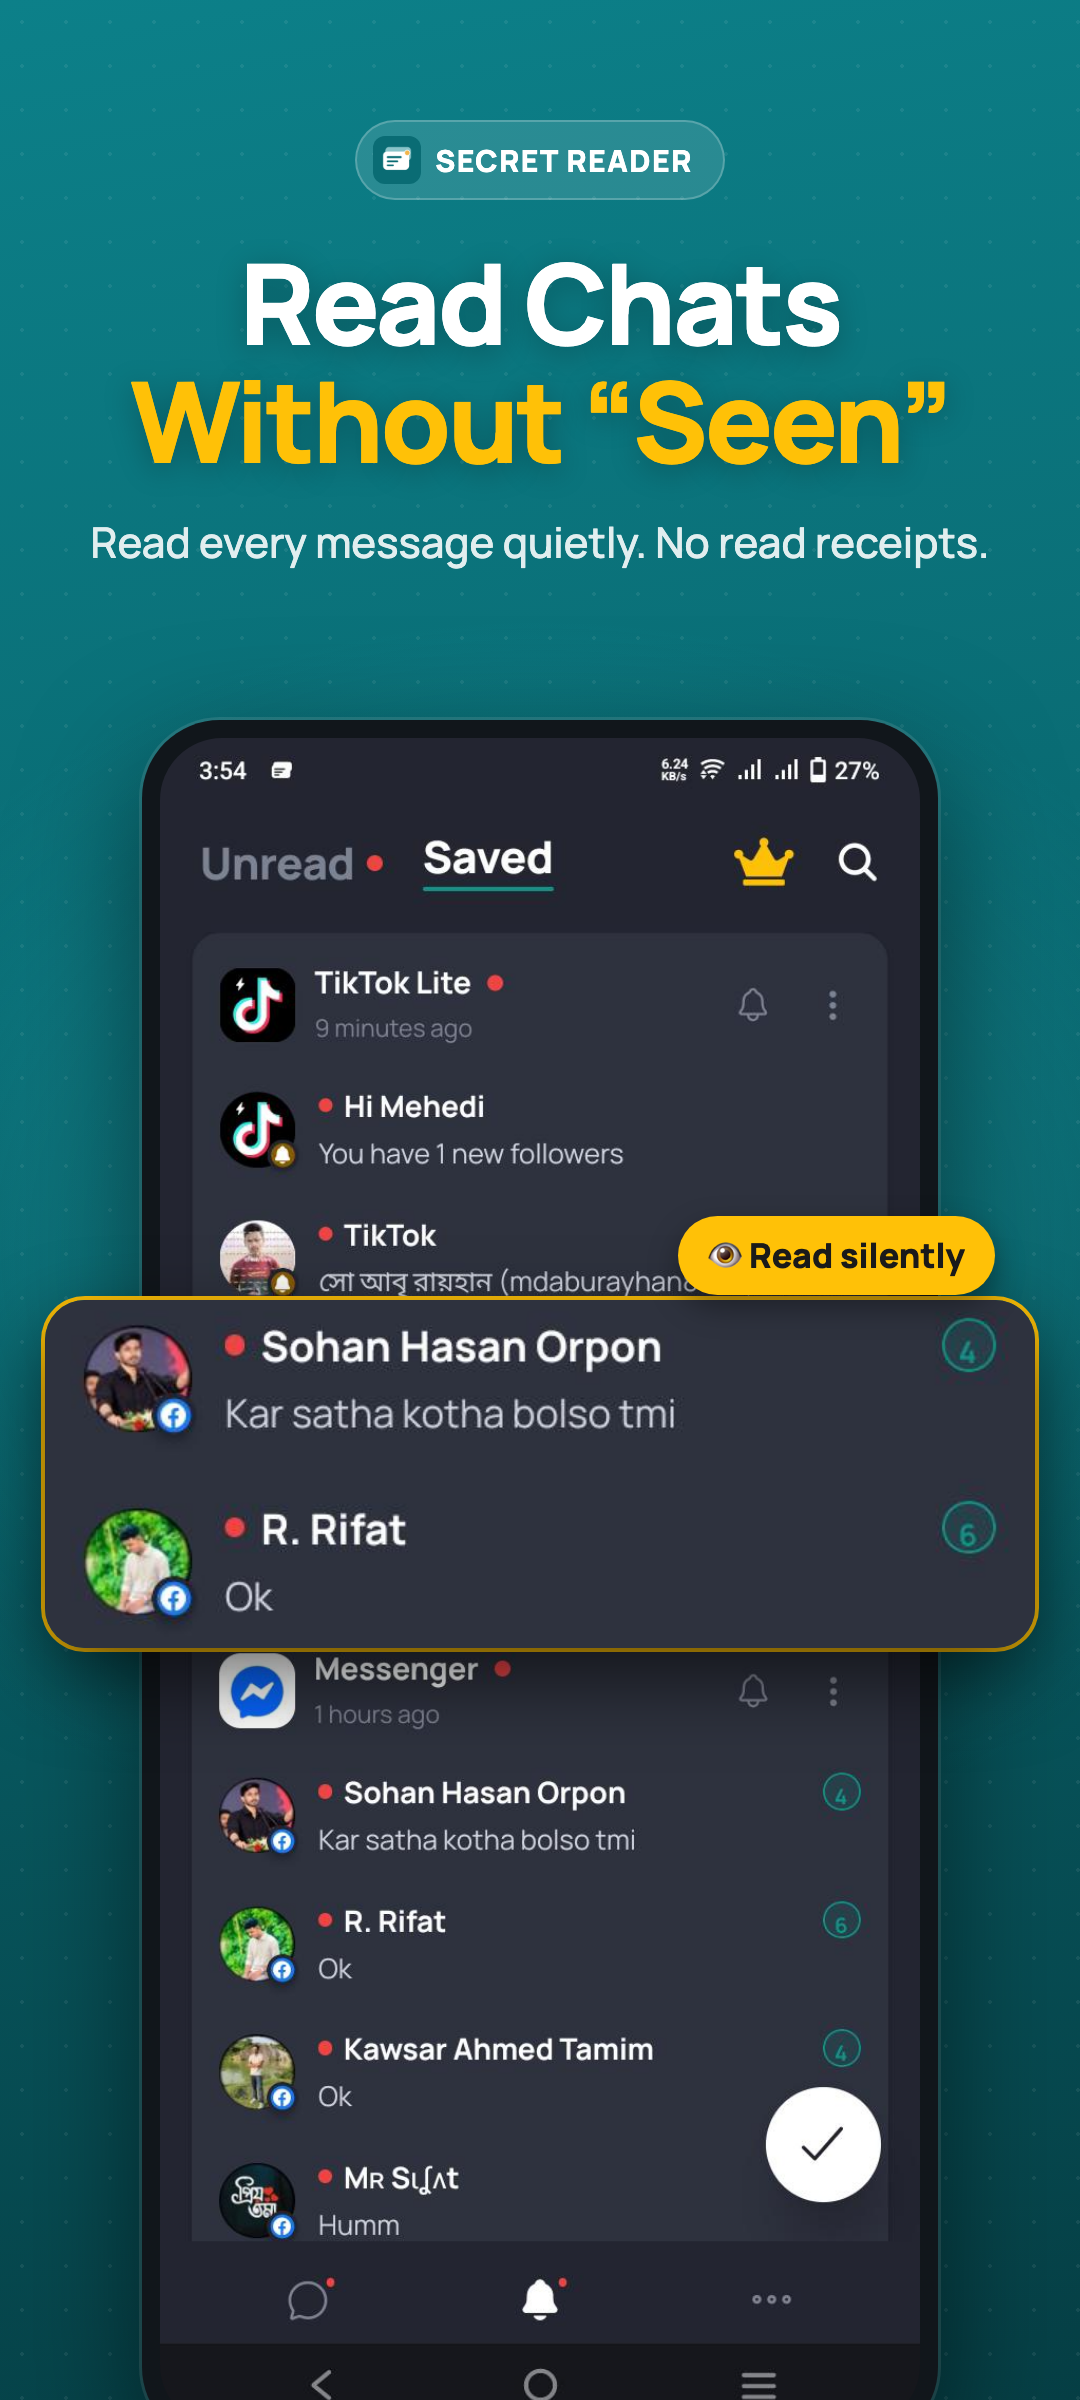 SECRET READER
Read Chats
Without “Seen”
Read every message quietly. No read receipts.
3:54
6.24
KB/s
27%
Unread
Saved
TikTok Lite
9 minutes ago
Hi Mehedi
You have 1 new followers
TikTok
সো আবূ রায়হান (mdaburayhan
Read silently
Sohan Hasan Orpon
4
Kar satha kotha bolso tmi
R. Rifat
6
Ok
Messenger
1 hours ago
Sohan Hasan Orpon
4
Kar satha kotha bolso tmi
R. Rifat
6
Ok
Kawsar Ahmed Tamim
4
Ok
Humm